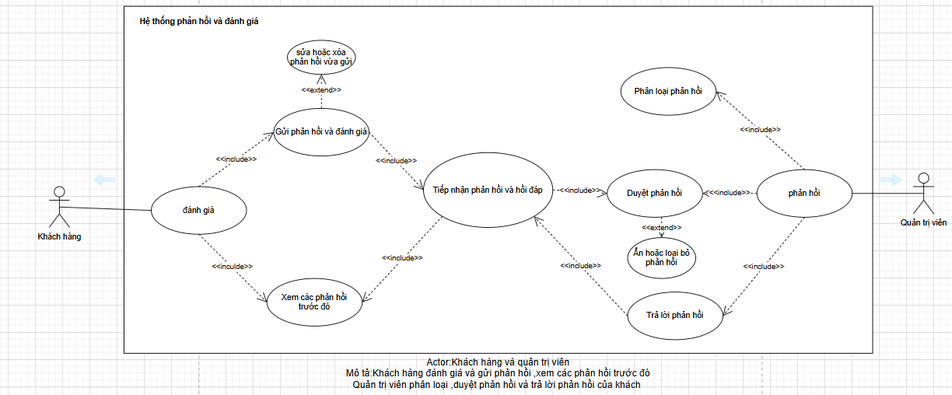 Hệ thống phản hồi và đánh giá
sửa hoặc xóa
phản hồi vừa gửi
<<extend>>
Phân loại phản hồi
Gửi phản hồi và đánh giá
<<include>>
<<include>>
<<include>>
Tiếp nhận phản hồi và hồi đáp
<<include>>
Duyệt phản hồi
<<include>>
phản hồi
đánh giá
Khách hàng
Quản trị viên
<<extend>>
Ẩn hoặc loại bỏ
phản hồi
<<inculde>>
<<include>>
<<include>>
<<include>>
Xem các phản hồi
trước đó
Trả lời phản hồi
Actor:Khách hàng và quản trị viên
Mô tả:Khách hàng đánh giá và gửi phản hồi ,xem các phản hồi trước đó
Quản trị viên phân loại ,duyệt phản hồi và trả lời phản hồi của khách